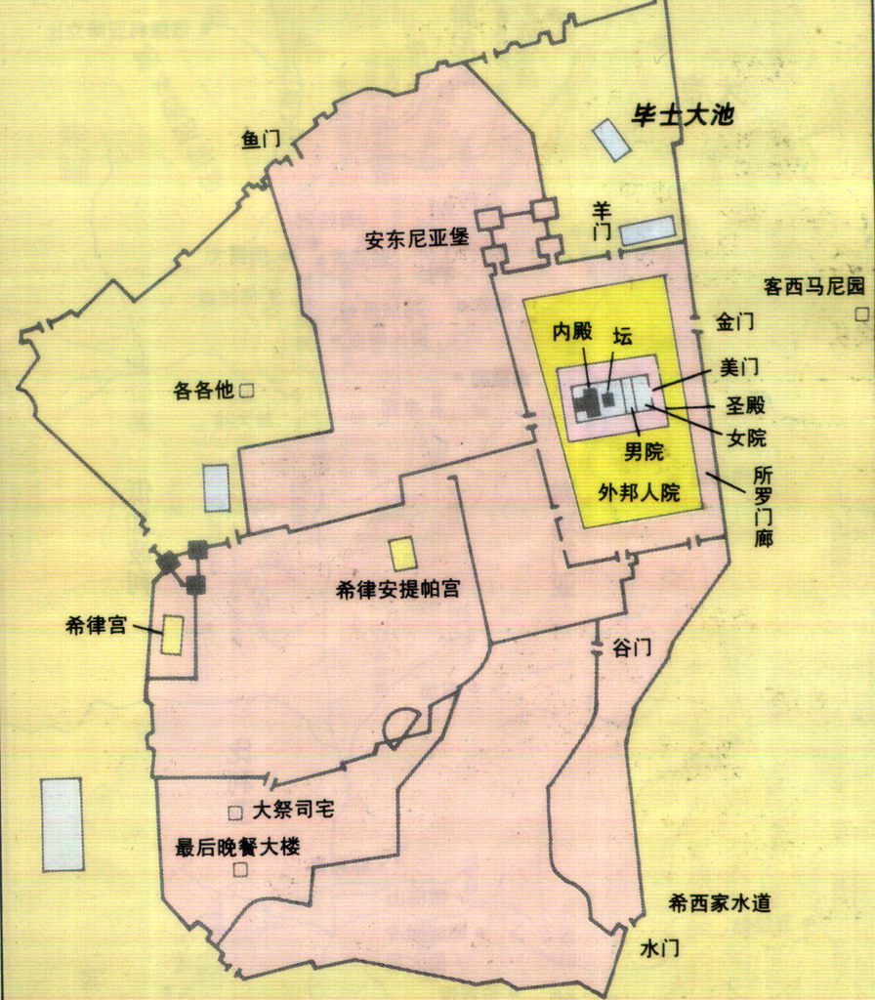 毕士大池
鱼门
羊门
安东尼亚堡
客西马尼园
金门
内殿
坛
美门
各各他
圣殿
女院
男院
所罗门廊
外邦人院
希律安提帕宫
希律宫
谷门
大祭司宅
最后晚餐大楼
希西家水道
水门